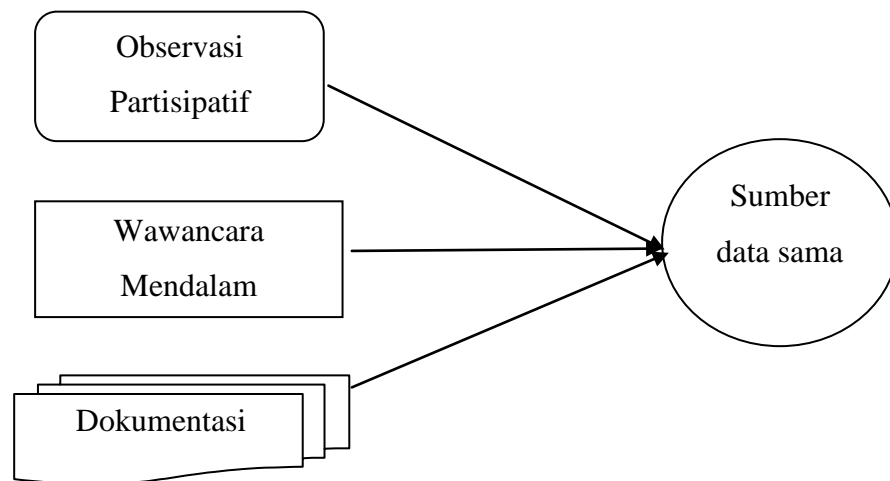 Observasi
Partisipatif
Wawancara
Mendalam
Dokumentasi
Sumber
data sama